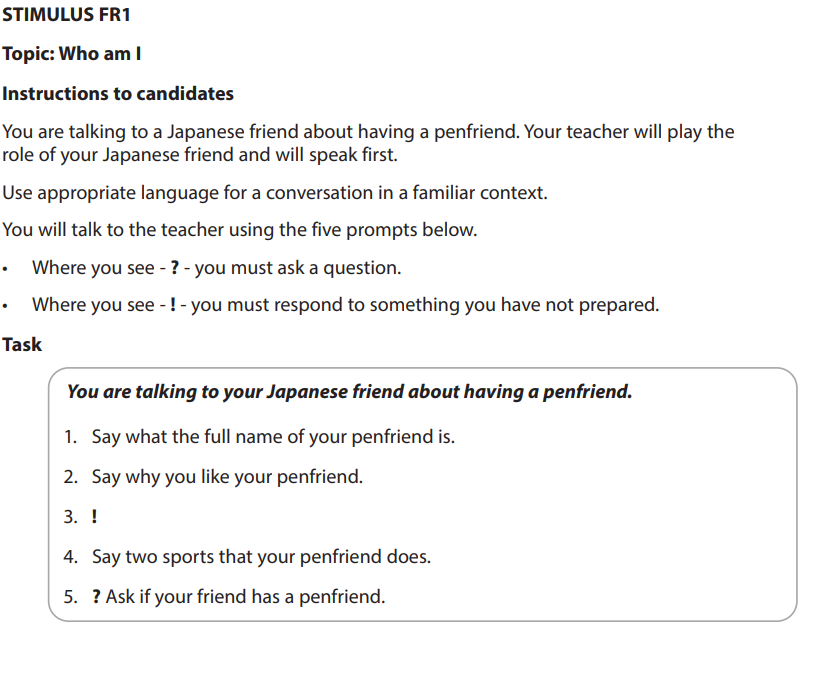 STIMULUS FR1
Topic: Who am I
Instructions to candidates
You are talking to a Japanese friend about having a penfriend. Your teacher will play the
role of your Japanese friend and will speak first.
Use appropriate language for a conversation in a familiar context.
You will talk to the teacher using the five prompts below.
• Where you see - ? - you must ask a question.
• Where you see - ! - you must respond to something you have not prepared.
Task
You are talking to your Japanese friend about having a penfriend.
1. Say what the full name of your penfriend is.
2. Say why you like your penfriend.
3. !
4. Say two sports that your penfriend does.
5. ? Ask if your friend has a penfriend.